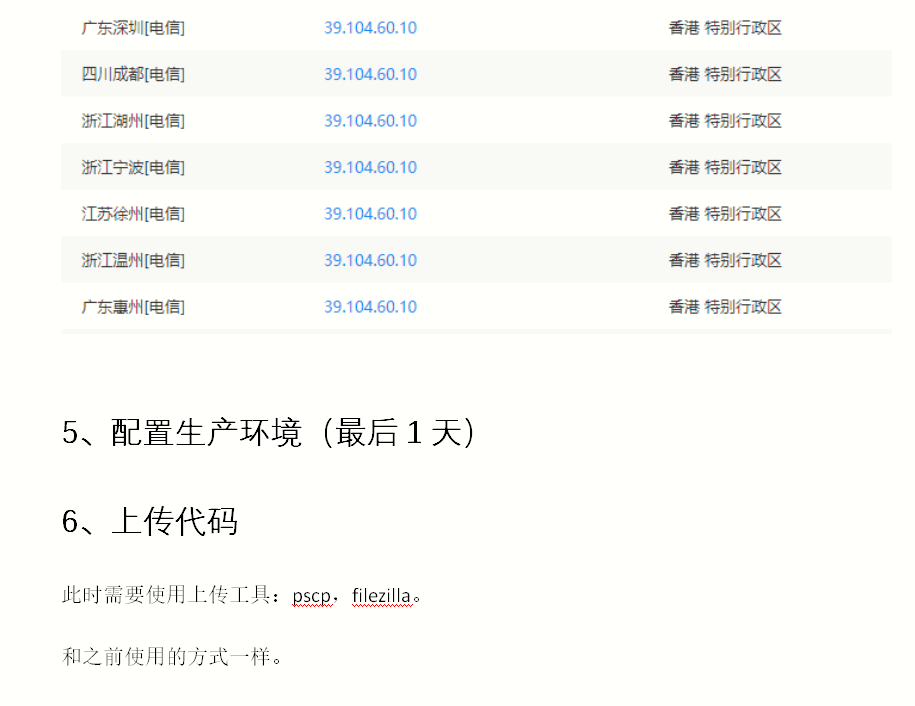 广东深圳[电信] 39.104.60.10 香港 特别行政区
四川成都[电信] 39.104.60.10 香港 特别行政区
浙江湖州[电信] 39.104.60.10 香港 特别行政区
浙江宁波[电信] 39.104.60.10 香港 特别行政区
江苏徐州[电信] 39.104.60.10 香港 特别行政区
浙江温州[电信] 39.104.60.10 香港 特别行政区
广东惠州[电信] 39.104.60.10 香港 特别行政区
5、配置生产环境（最后 1 天）
6、上传代码
此时需要使用上传工具：pscp，filezilla。
和之前使用的方式一样。